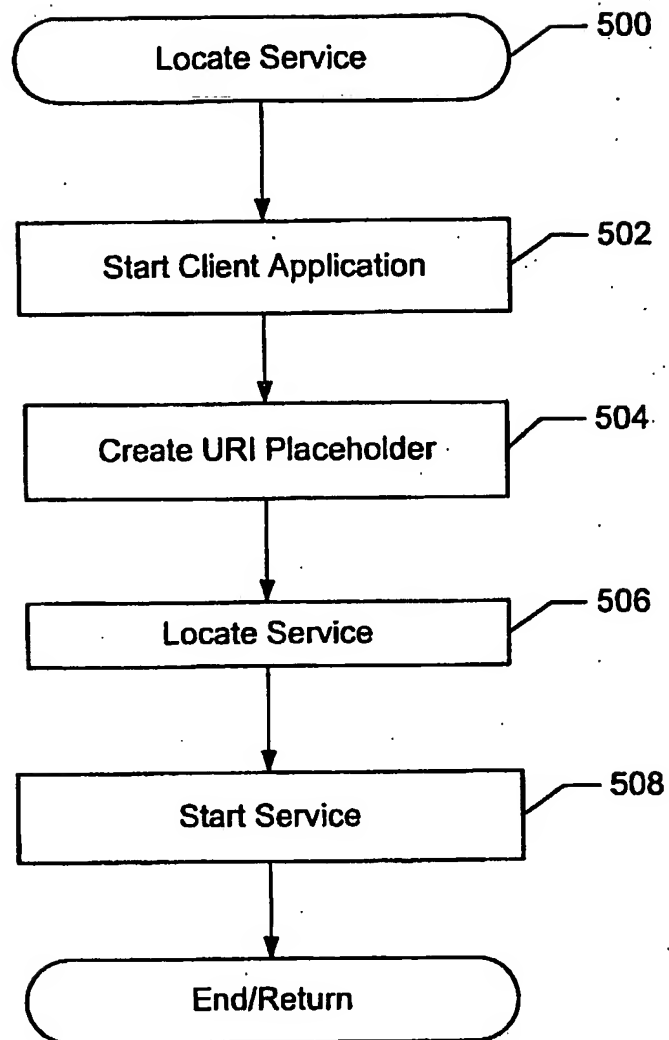 Locate Service 500
Start Client Application 502
Create URI Placeholder 504
Locate Service 506
Start Service 508
End/Return